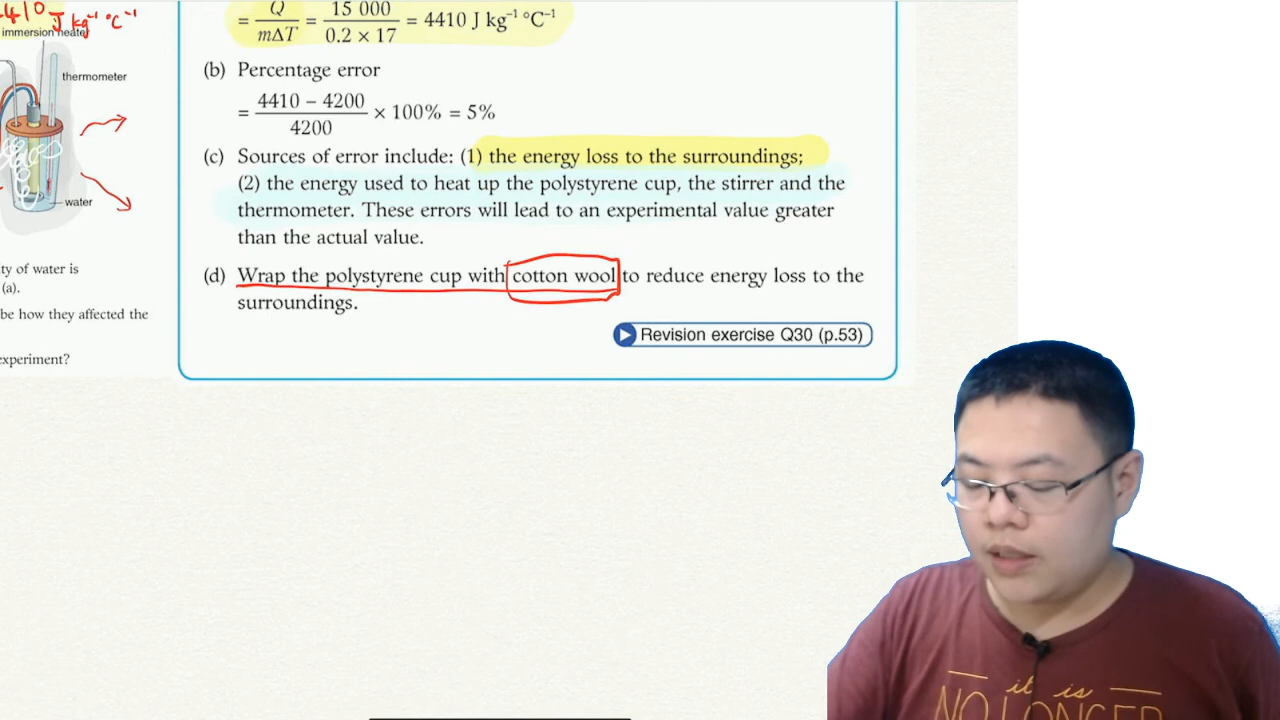 4410 J kg⁻¹ °C⁻¹
immersion heater
thermometer
water
ty of water is
(a).
be how they affected the
experiment?
= Q / mΔT = 15 000 / 0.2 × 17 = 4410 J kg⁻¹ °C⁻¹
(b) Percentage error
= 4410 – 4200 / 4200 × 100% = 5%
(c) Sources of error include: (1) the energy loss to the surroundings;
(2) the energy used to heat up the polystyrene cup, the stirrer and the
thermometer. These errors will lead to an experimental value greater
than the actual value.
(d) Wrap the polystyrene cup with cotton wool to reduce energy loss to the
surroundings.
Revision exercise Q30 (p.53)
it is
NO LONGER